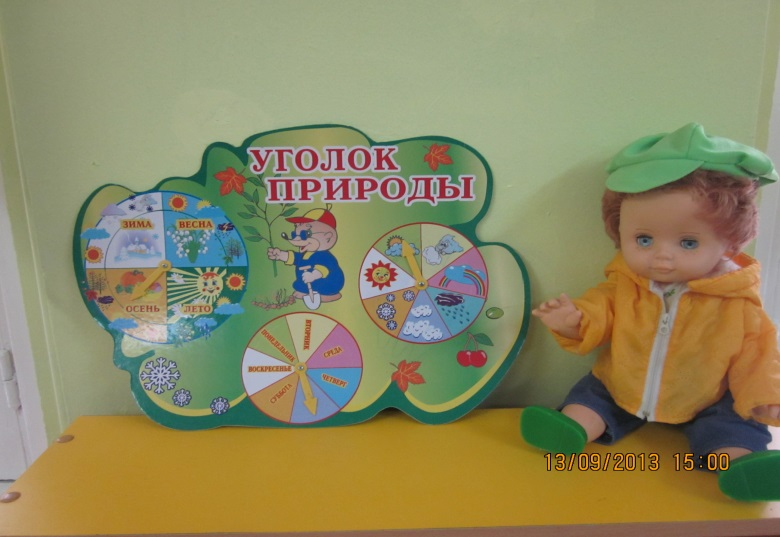 УГОЛОК
ПРИРОДЫ
ЗИМА
ВЕСНА
ОСЕНЬ
ЛЕТО
ВТОРНИК
ПОНЕДЕЛЬНИК
СРЕДА
ВОСКРЕСЕНЬЕ
ЧЕТВЕРГ
СУББОТА
13/09/2013 15:00